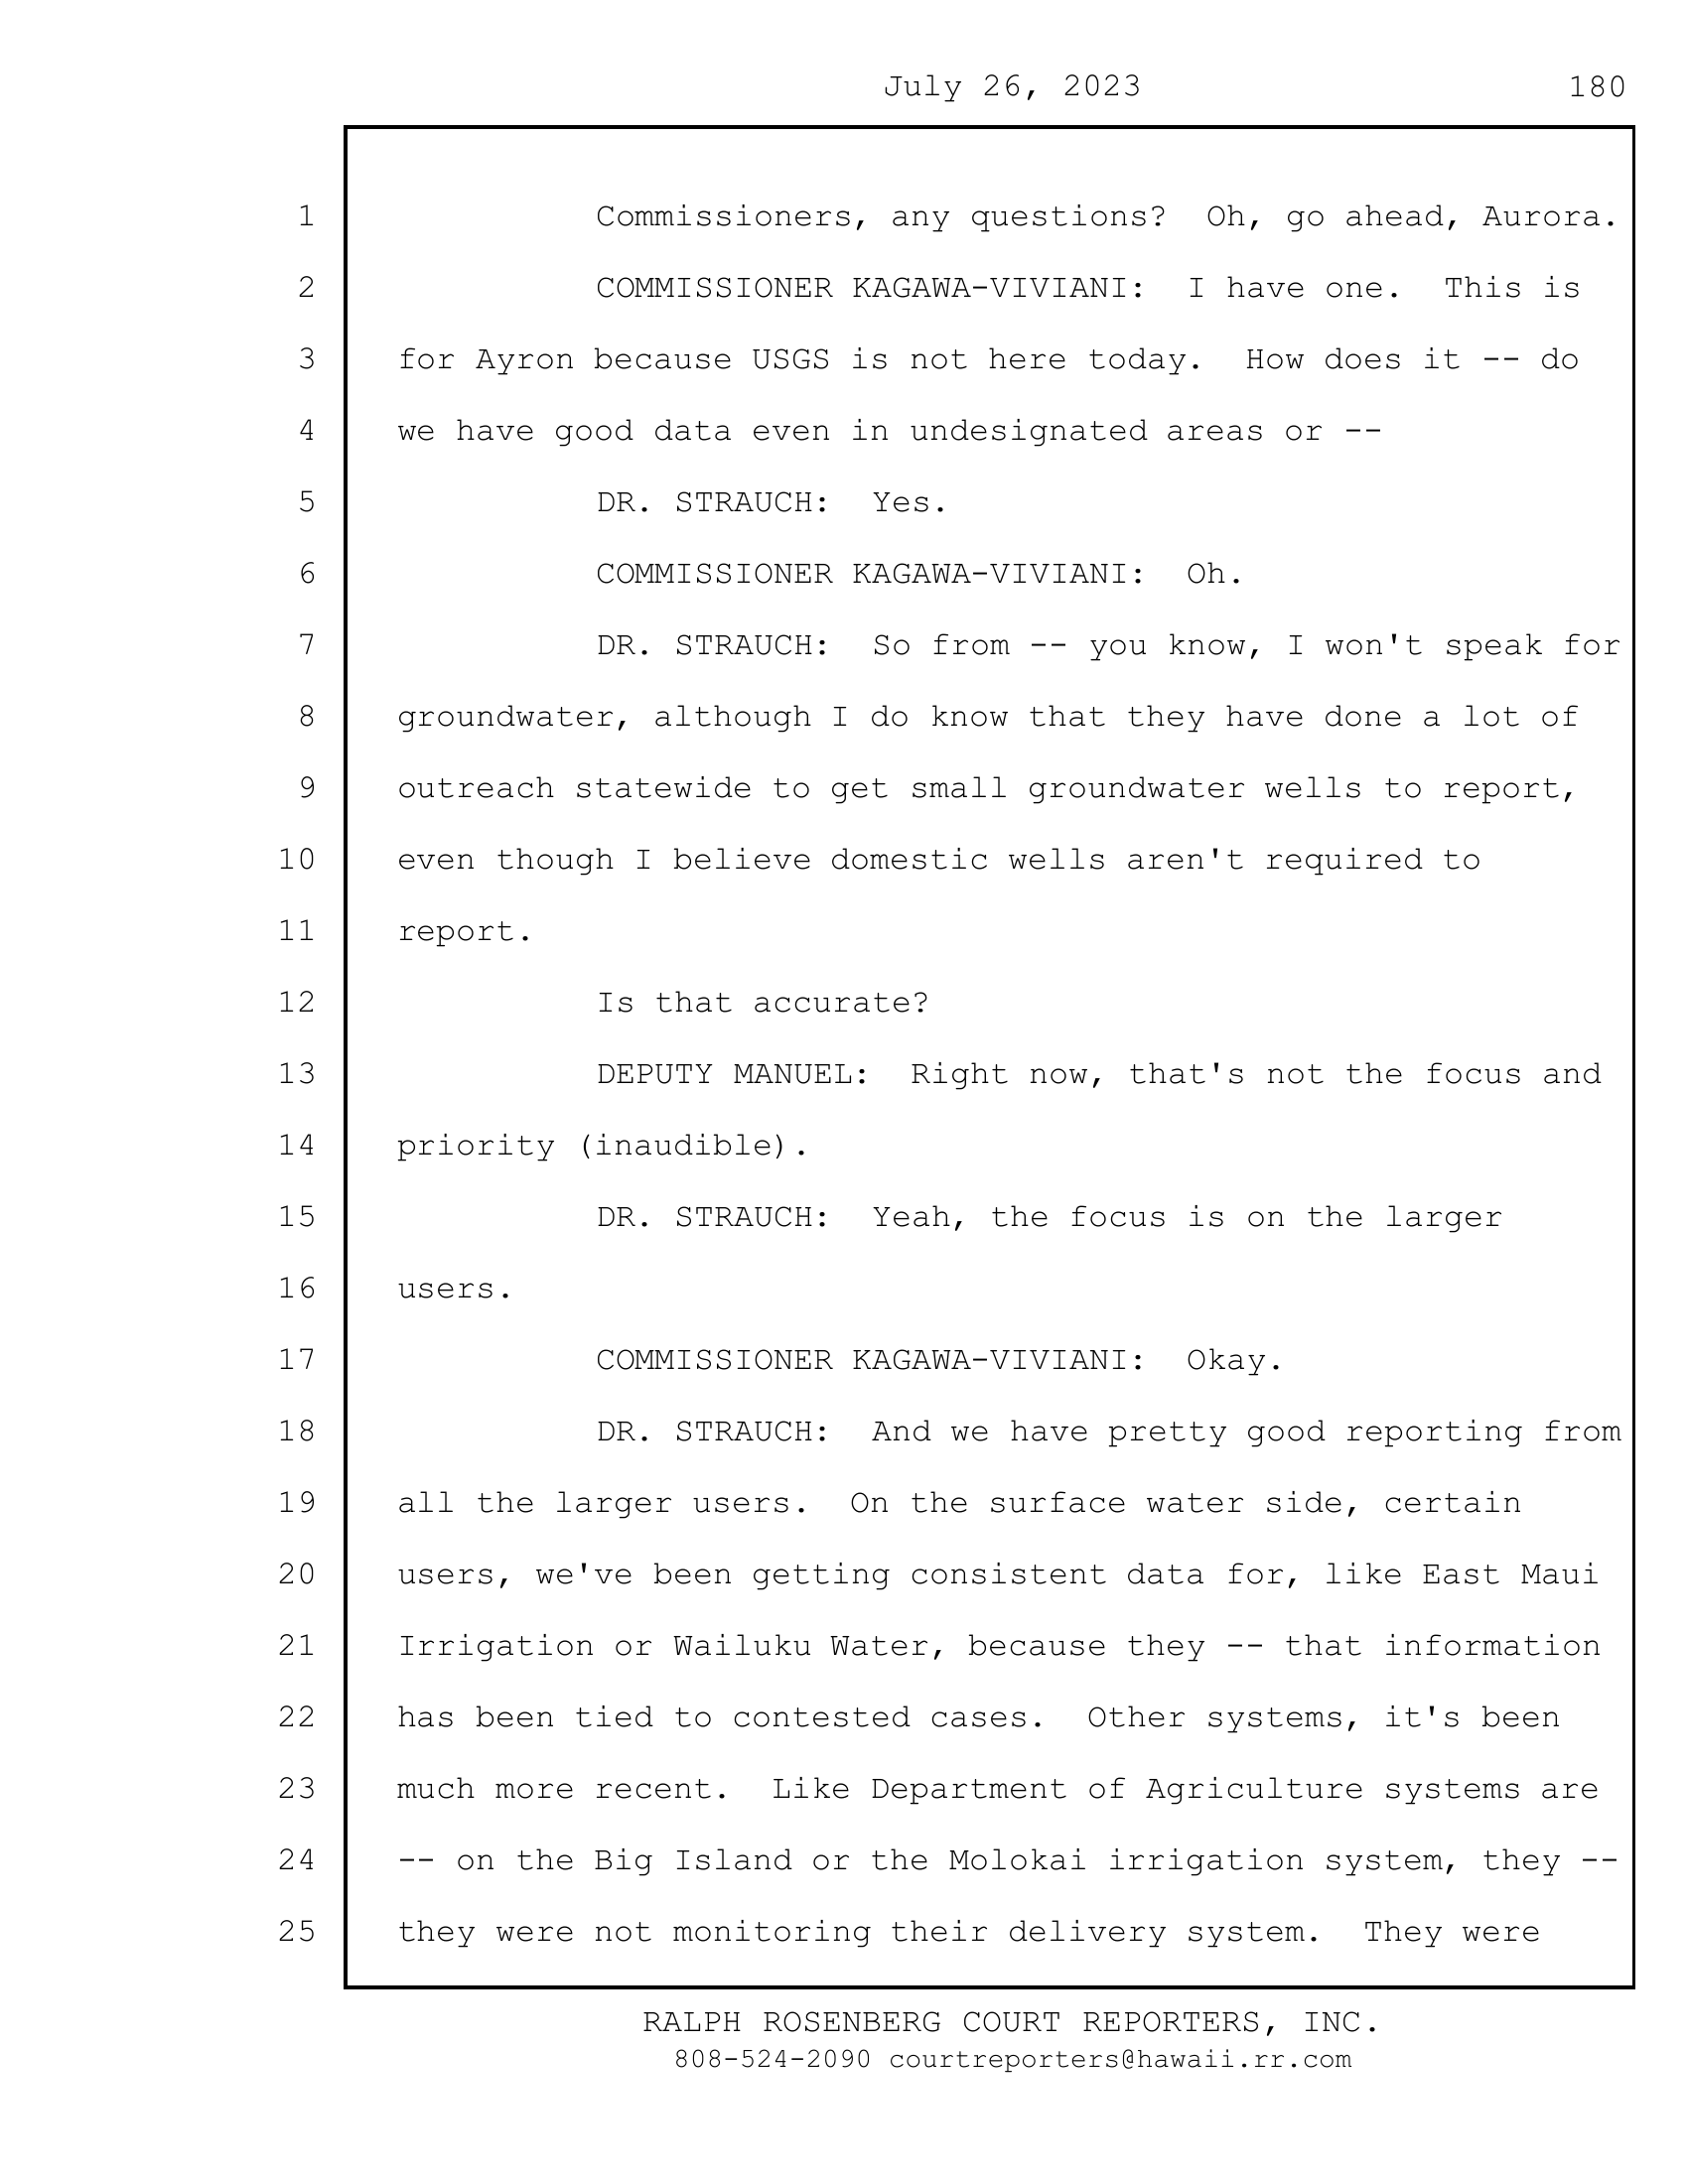 July 26, 2023 180
1 Commissioners, any questions? Oh, go ahead, Aurora.
2 COMMISSIONER KAGAWA-VIVIANI: I have one. This is
3 for Ayron because USGS is not here today. How does it -- do
4 we have good data even in undesignated areas or --
5 DR. STRAUCH: Yes.
6 COMMISSIONER KAGAWA-VIVIANI: Oh.
7 DR. STRAUCH: So from -- you know, I won't speak for
8 groundwater, although I do know that they have done a lot of
9 outreach statewide to get small groundwater wells to report,
10 even though I believe domestic wells aren't required to
11 report.
12 Is that accurate?
13 DEPUTY MANUEL: Right now, that's not the focus and
14 priority (inaudible).
15 DR. STRAUCH: Yeah, the focus is on the larger
16 users.
17 COMMISSIONER KAGAWA-VIVIANI: Okay.
18 DR. STRAUCH: And we have pretty good reporting from
19 all the larger users. On the surface water side, certain
20 users, we've been getting consistent data for, like East Maui
21 Irrigation or Wailuku Water, because they -- that information
22 has been tied to contested cases. Other systems, it's been
23 much more recent. Like Department of Agriculture systems are
24 -- on the Big Island or the Molokai irrigation system, they --
25 they were not monitoring their delivery system. They were
RALPH ROSENBERG COURT REPORTERS, INC.
808-524-2090 courtreporters@hawaii.rr.com